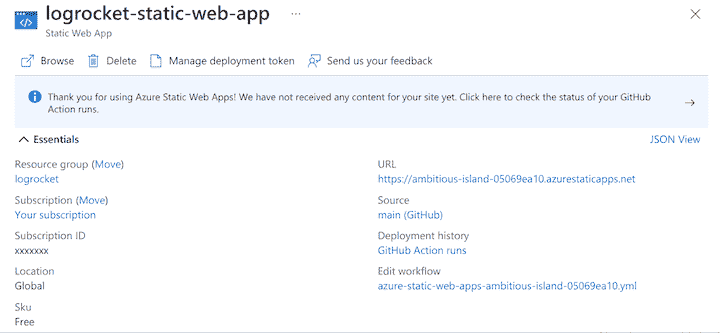 logrocket-static-web-app ...
Static Web App
Browse Delete Manage deployment token Send us your feedback
Thank you for using Azure Static Web Apps! We have not received any content for your site yet. Click here to check the status of your GitHub
Action runs.
Essentials JSON View
Resource group (Move)
logrocket
Subscription (Move)
Your subscription
Subscription ID
xxxxxxx
Location
Global
Sku
Free
URL
https://ambitious-island-05069ea10.azurestaticapps.net
Source
main (GitHub)
Deployment history
GitHub Action runs
Edit workflow
azure-static-web-apps-ambitious-island-05069ea10.yml